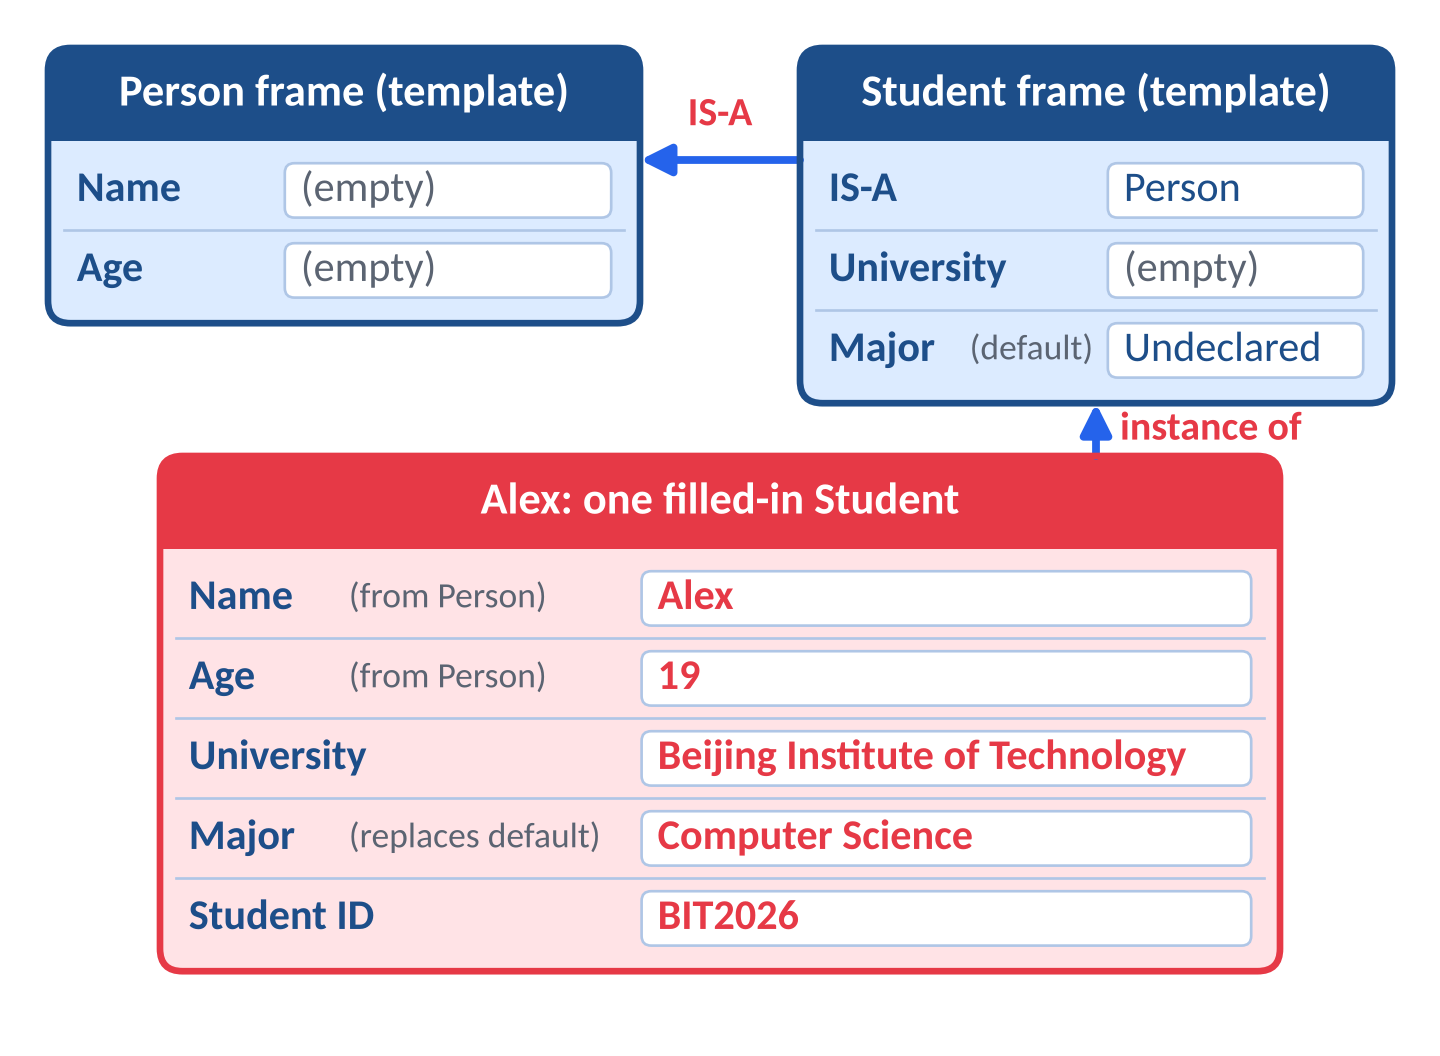 Person frame (template)
Name (empty)
Age (empty)
IS-A
Student frame (template)
IS-A Person
University (empty)
Major (default) Undeclared
instance of
Alex: one filled-in Student
Name (from Person) Alex
Age (from Person) 19
University Beijing Institute of Technology
Major (replaces default) Computer Science
Student ID BIT2026